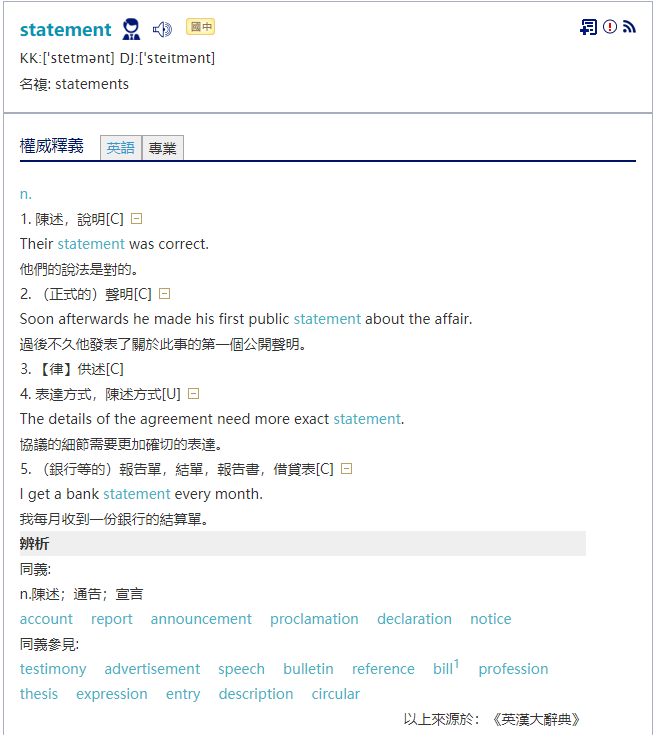 statement 國中
KK:[ˈstetmənt] DJ:[ˈsteitmənt]
名複: statements
權威釋義 英語 專業
n.
1. 陳述，說明[C]
Their statement was correct.
他們的說法是對的。
2. （正式的）聲明[C]
Soon afterwards he made his first public statement about the affair.
過後不久他發表了關於此事的第一個公開聲明。
3. 【律】供述[C]
4. 表達方式，陳述方式[U]
The details of the agreement need more exact statement.
協議的細節需要更加確切的表達。
5. （銀行等的）報告單，結單，報告書，借貸表[C]
I get a bank statement every month.
我每月收到一份銀行的結算單。
辨析
同義:
n.陳述；通告；宣言
account report announcement proclamation declaration notice
同義參見:
testimony advertisement speech bulletin reference bill¹ profession
thesis expression entry description circular
以上來源於：《英漢大辭典》